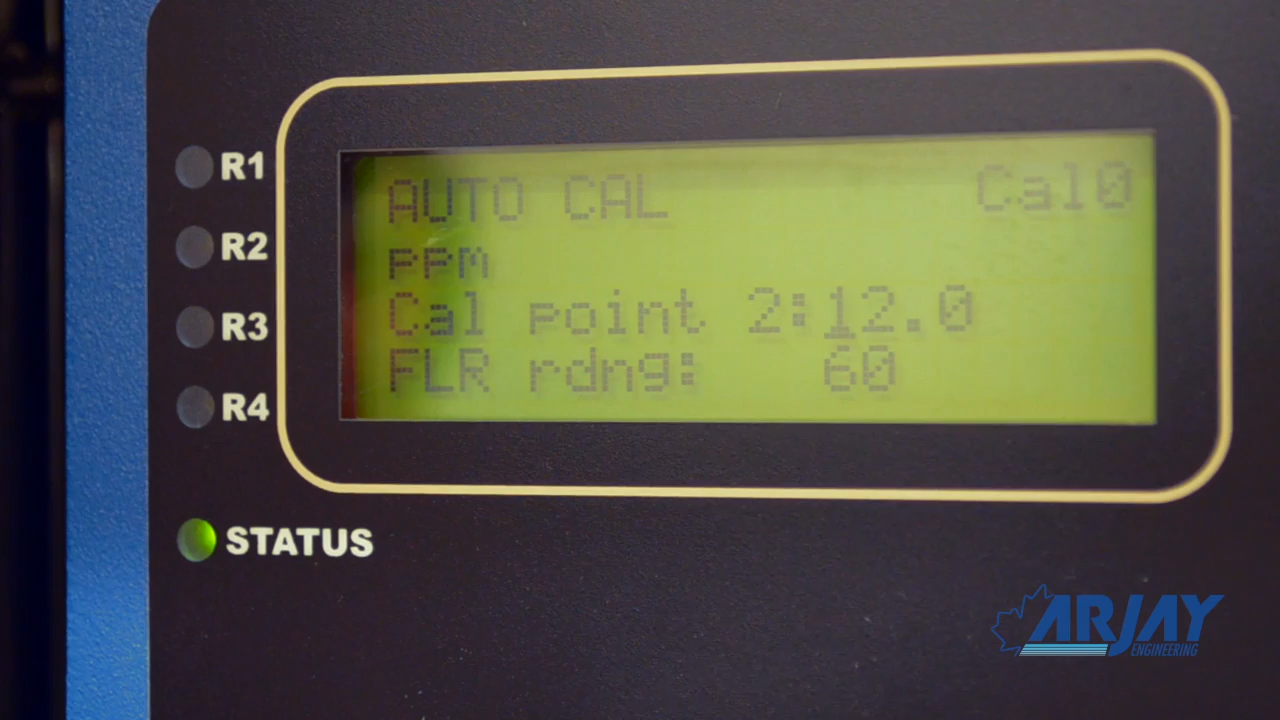 R1
R2
R3
R4
STATUS
AUTO CAL Cal0
ppm
Cal point 2:12.0
FLR rdng: 60
ARJAY
ENGINEERING